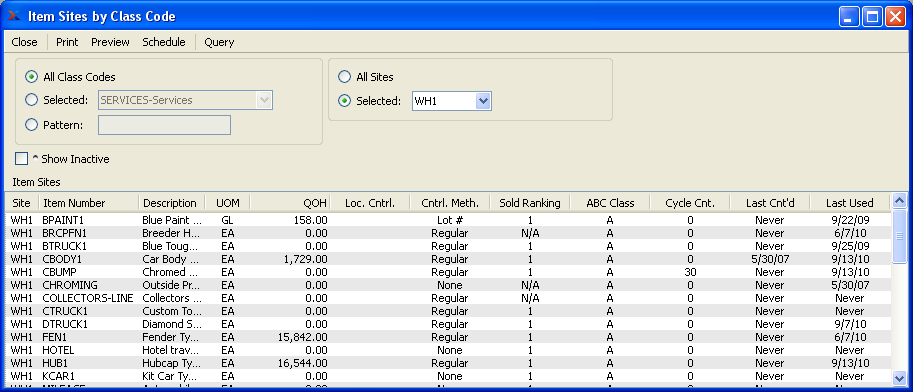 Item Sites by Class Code
Close Print Preview Schedule Query
All Class Codes
Selected: SERVICES-Services
Pattern:
All Sites
Selected: WH1
^ Show Inactive
Item Sites
Site Item Number Description UOM QOH Loc. Cntrl. Cntrl. Meth. Sold Ranking ABC Class Cycle Cnt. Last Cnt'd Last Used
WH1 BPAINT1 Blue Paint ... GL 158.00 Lot # 1 A 0 Never 9/22/09
WH1 BRCPFN1 Breeder H... EA 0.00 Regular N/A A 0 Never 6/7/10
WH1 BTRUCK1 Blue Toug... EA 0.00 Regular 1 A 0 Never 9/25/09
WH1 CBODY1 Car Body ... EA 1,729.00 Regular 1 A 0 5/30/07 9/13/10
WH1 CBUMP Chromed ... EA 0.00 Regular 1 A 30 Never 9/13/10
WH1 CHROMING Outside Pr... EA 0.00 None N/A A 0 Never 5/30/07
WH1 COLLECTORS-LINE Collectors ... EA 0.00 Regular N/A A 0 Never Never
WH1 CTRUCK1 Custom To... EA 0.00 Regular 1 A 0 Never Never
WH1 DTRUCK1 Diamond S... EA 0.00 Regular 1 A 0 Never 9/7/10
WH1 FEN1 Fender Ty... EA 15,842.00 Regular 1 A 0 Never 6/7/10
WH1 HOTEL Hotel trav... EA 0.00 None 1 A 0 Never Never
WH1 HUB1 Hubcap Ty... EA 16,544.00 Regular 1 A 0 Never 9/13/10
WH1 KCAR1 Kit Car Ty... EA 0.00 None 1 A 0 Never Never